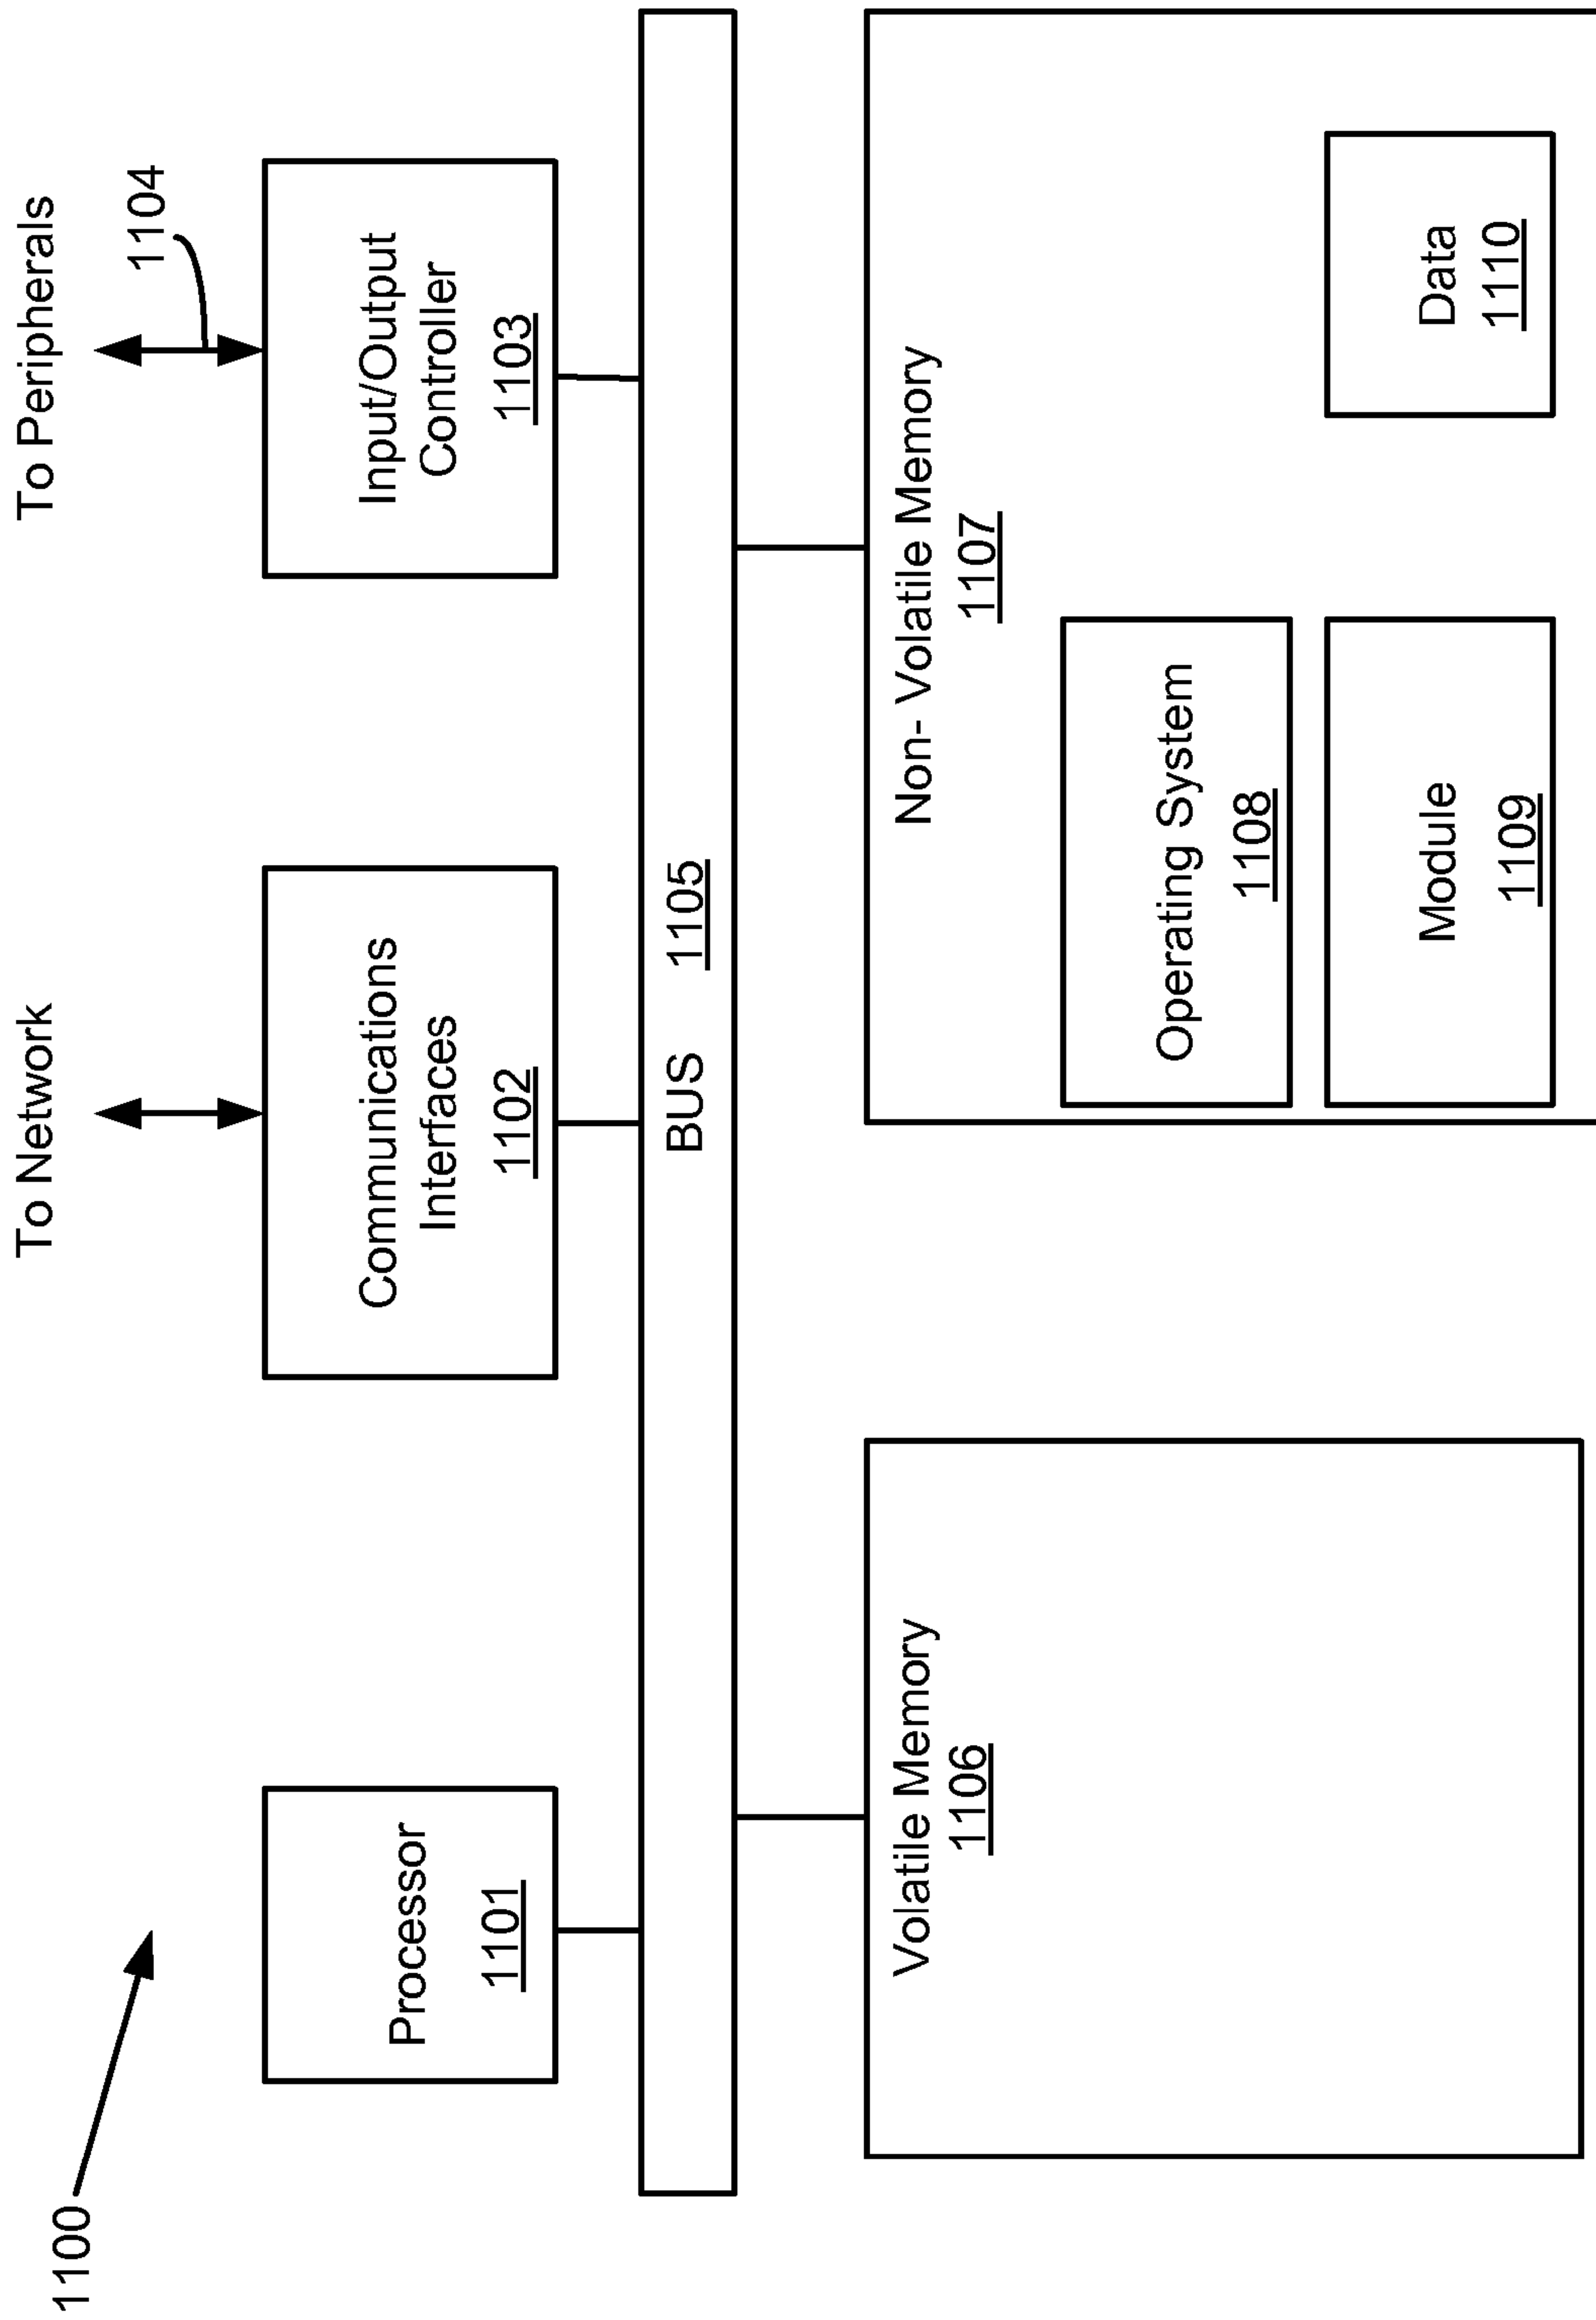 1100
To Network
To Peripherals
1104
Processor
1101
Communications
Interfaces
1102
Input/Output
Controller
1103
BUS 1105
Volatile Memory
1106
Non- Volatile Memory
1107
Operating System
1108
Module
1109
Data
1110